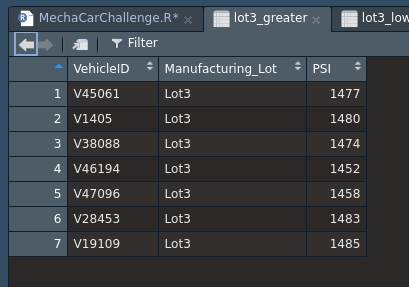 MechaCarChallenge.R* lot3_greater lot3_low
Filter
VehicleID Manufacturing_Lot PSI
1 V45061 Lot3 1477
2 V1405 Lot3 1480
3 V38088 Lot3 1474
4 V46194 Lot3 1452
5 V47096 Lot3 1458
6 V28453 Lot3 1483
7 V19109 Lot3 1485